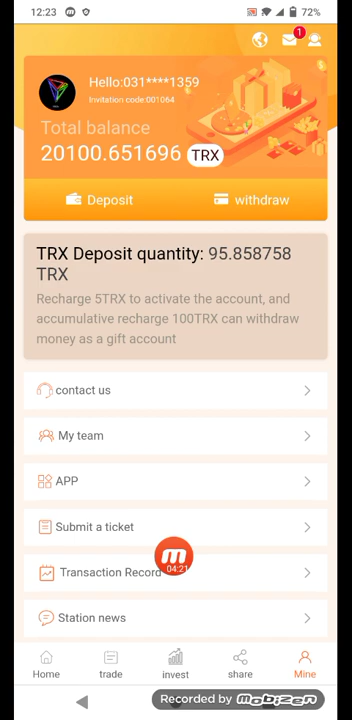 12:23
72%
1
Hello:031****1359
Invitation code:001064
Total balance
20100.651696 TRX
Deposit
withdraw
TRX Deposit quantity: 95.858758
TRX
Recharge 5TRX to activate the account, and
accumulative recharge 100TRX can withdraw
money as a gift account
contact us
My team
APP
Submit a ticket
04:21
Transaction Record
Station news
Home
trade
invest
share
Mine
Recorded by mobizen